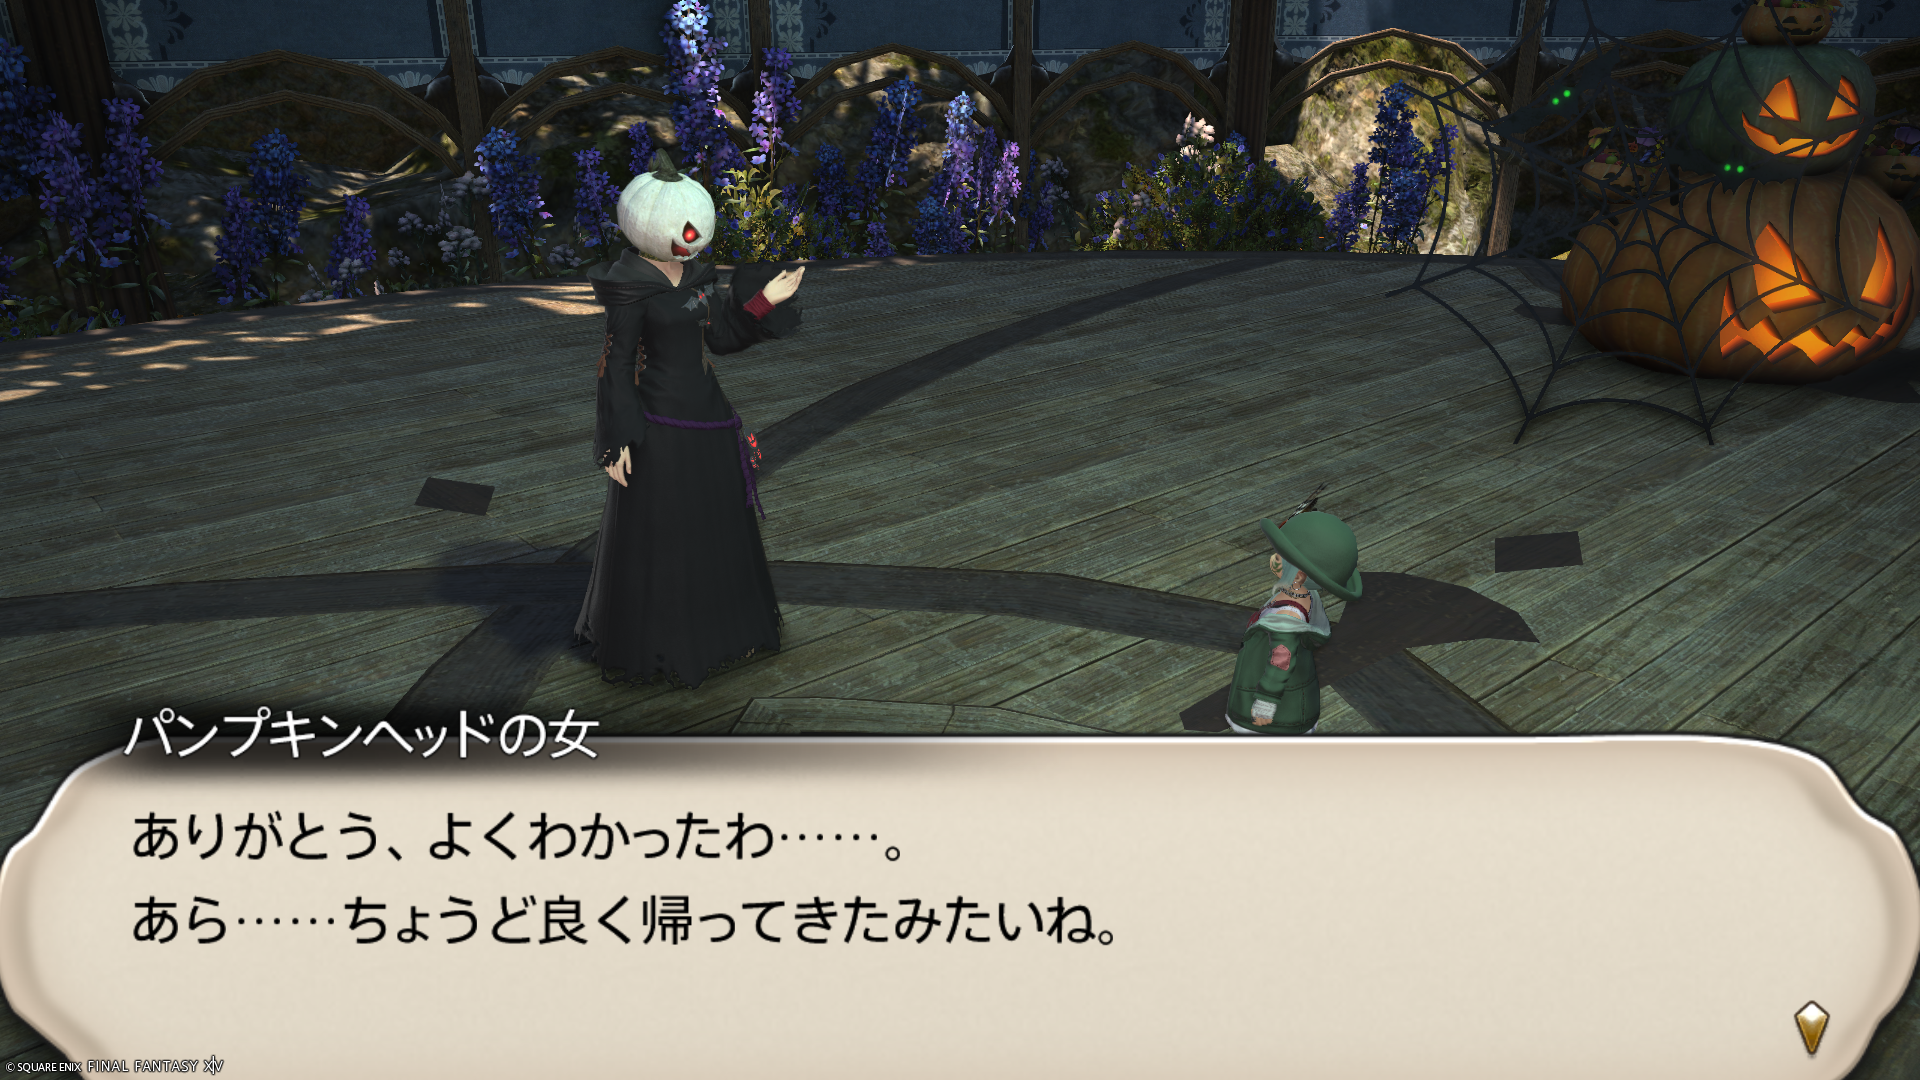 パンプキンヘッドの女
ありがとう、よくわかったわ……。
あら……ちょうど良く帰ってきたみたいね。
© SQUARE ENIX FINAL FANTASY XIV